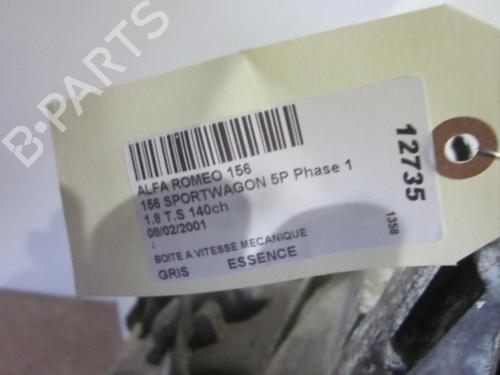 B-PARTS
ALFA ROMEO 156
156 SPORTWAGON 5P Phase 1
1.8 T.S 140ch
08/02/2001
BOITE A VITESSE MECANIQUE
GRIS ESSENCE
12735
1358